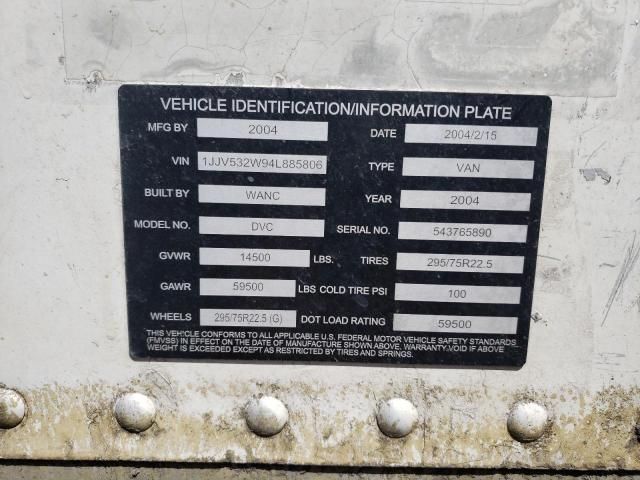 VEHICLE IDENTIFICATION/INFORMATION PLATE
MFG BY 2004 DATE 2004/2/15
VIN 1JJV532W94L885806 TYPE VAN
BUILT BY WANC YEAR 2004
MODEL NO. DVC SERIAL NO. 543765890
GVWR 14500 LBS. TIRES 295/75R22.5
GAWR 59500 LBS COLD TIRE PSI 100
WHEELS 295/75R22.5 (G) DOT LOAD RATING 59500
THIS VEHICLE CONFORMS TO ALL APPLICABLE U.S. FEDERAL MOTOR VEHICLE SAFETY STANDARDS
(FMVSS) IN EFFECT ON THE DATE OF MANUFACTURE SHOWN ABOVE. WARRANTY.VOID IF ABOVE
WEIGHT IS EXCEEDED EXCEPT AS RESTRICTED BY TIRES AND SPRINGS.